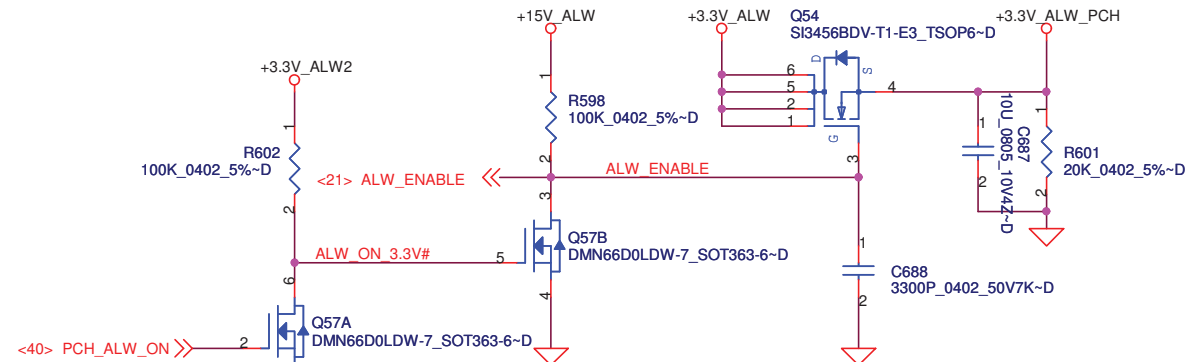 +15V_ALW
+3.3V_ALW
Q54
SI3456BDV-T1-E3_TSOP6~D
+3.3V_ALW_PCH
+3.3V_ALW2
D
S
G
6
5
2
1
4
3
1
R598
100K_0402_5%~D
2
1
R602
100K_0402_5%~D
2
1
C687
10U_0805_10V4Z~D
2
1
R601
20K_0402_5%~D
2
<21> ALW_ENABLE
ALW_ENABLE
3
Q57B
DMN66D0LDW-7_SOT363-6~D
5
4
ALW_ON_3.3V#
1
C688
3300P_0402_50V7K~D
2
6
Q57A
DMN66D0LDW-7_SOT363-6~D
2
<40> PCH_ALW_ON